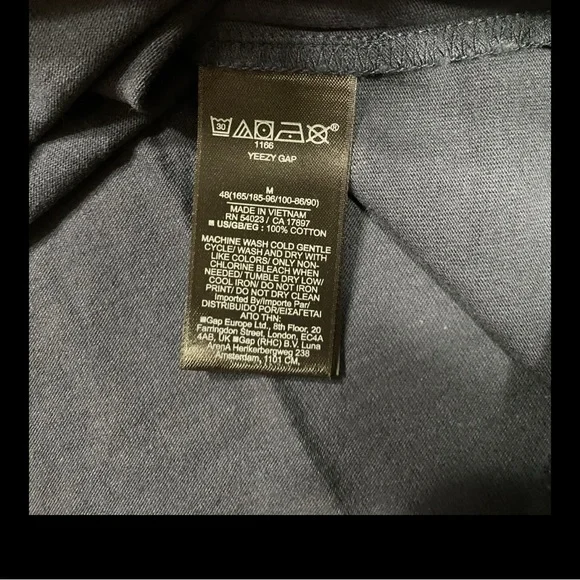 30
®
1166
YEEZY GAP
M
48(165/185-96/100-86/90)
MADE IN VIETNAM
RN 54023 / CA 17897
■ US/GB/EG : 100% COTTON
MACHINE WASH COLD GENTLE
CYCLE/ WASH AND DRY WITH
LIKE COLORS/ ONLY NON-
CHLORINE BLEACH WHEN
NEEDED/ TUMBLE DRY LOW/
COOL IRON/ DO NOT IRON
PRINT/ DO NOT DRY CLEAN
Imported By/Importe Par/
DISTRIBUIDO POR/ΕΙΣΑΓΕΤΑΙ
ΑΠΟ ΤΗΝ:
■Gap Europe Ltd., 8th Floor, 20
Farringdon Street, London, EC4A
4AB, UK ■Gap (RHC) B.V. Luna
ArenA Herikerbergweg 238
Amsterdam, 1101 CM,